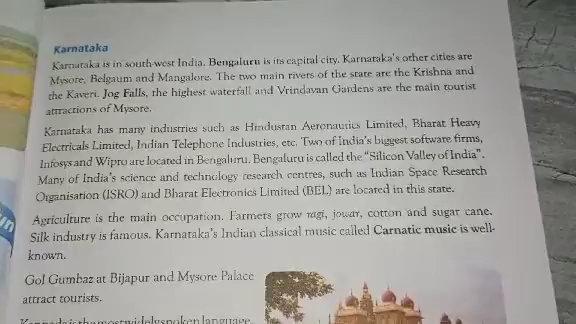 Karnataka
Karnataka is in south-west India. Bengaluru is its capital city. Karnataka's other cities are
Mysore, Belgaum and Mangalore. The two main rivers of the state are the Krishna and
the Kaveri. Jog Falls, the highest waterfall and Vrindavan Gardens are the main tourist
attractions of Mysore.
Karnataka has many industries such as Hindustan Aeronautics Limited, Bharat Heavy
Electricals Limited, Indian Telephone Industries, etc. Two of India's biggest software firms,
Infosys and Wipro are located in Bengaluru. Bengaluru is called the "Silicon Valley of India".
Many of India's science and technology research centres, such as Indian Space Research
Organisation (ISRO) and Bharat Electronics Limited (BEL) are located in this state.
Agriculture is the main occupation. Farmers grow ragi, jowar, cotton and sugar cane.
Silk industry is famous. Karnataka's Indian classical music called Carnatic music is well-
known.
Gol Gumbaz at Bijapur and Mysore Palace
attract tourists.
Kannada is the most widely spoken language.